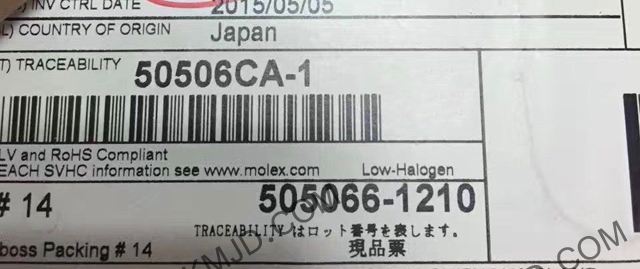 INV CTRL DATE 2015/05/05
L) COUNTRY OF ORIGIN Japan
T) TRACEABILITY 50506CA-1
LV and RoHS Compliant
EACH SVHC information see www.molex.com Low-Halogen
# 14 505066-1210
TRACEABILITY はロット番号を表します。
boss Packing # 14 現品票
KMJD.COM